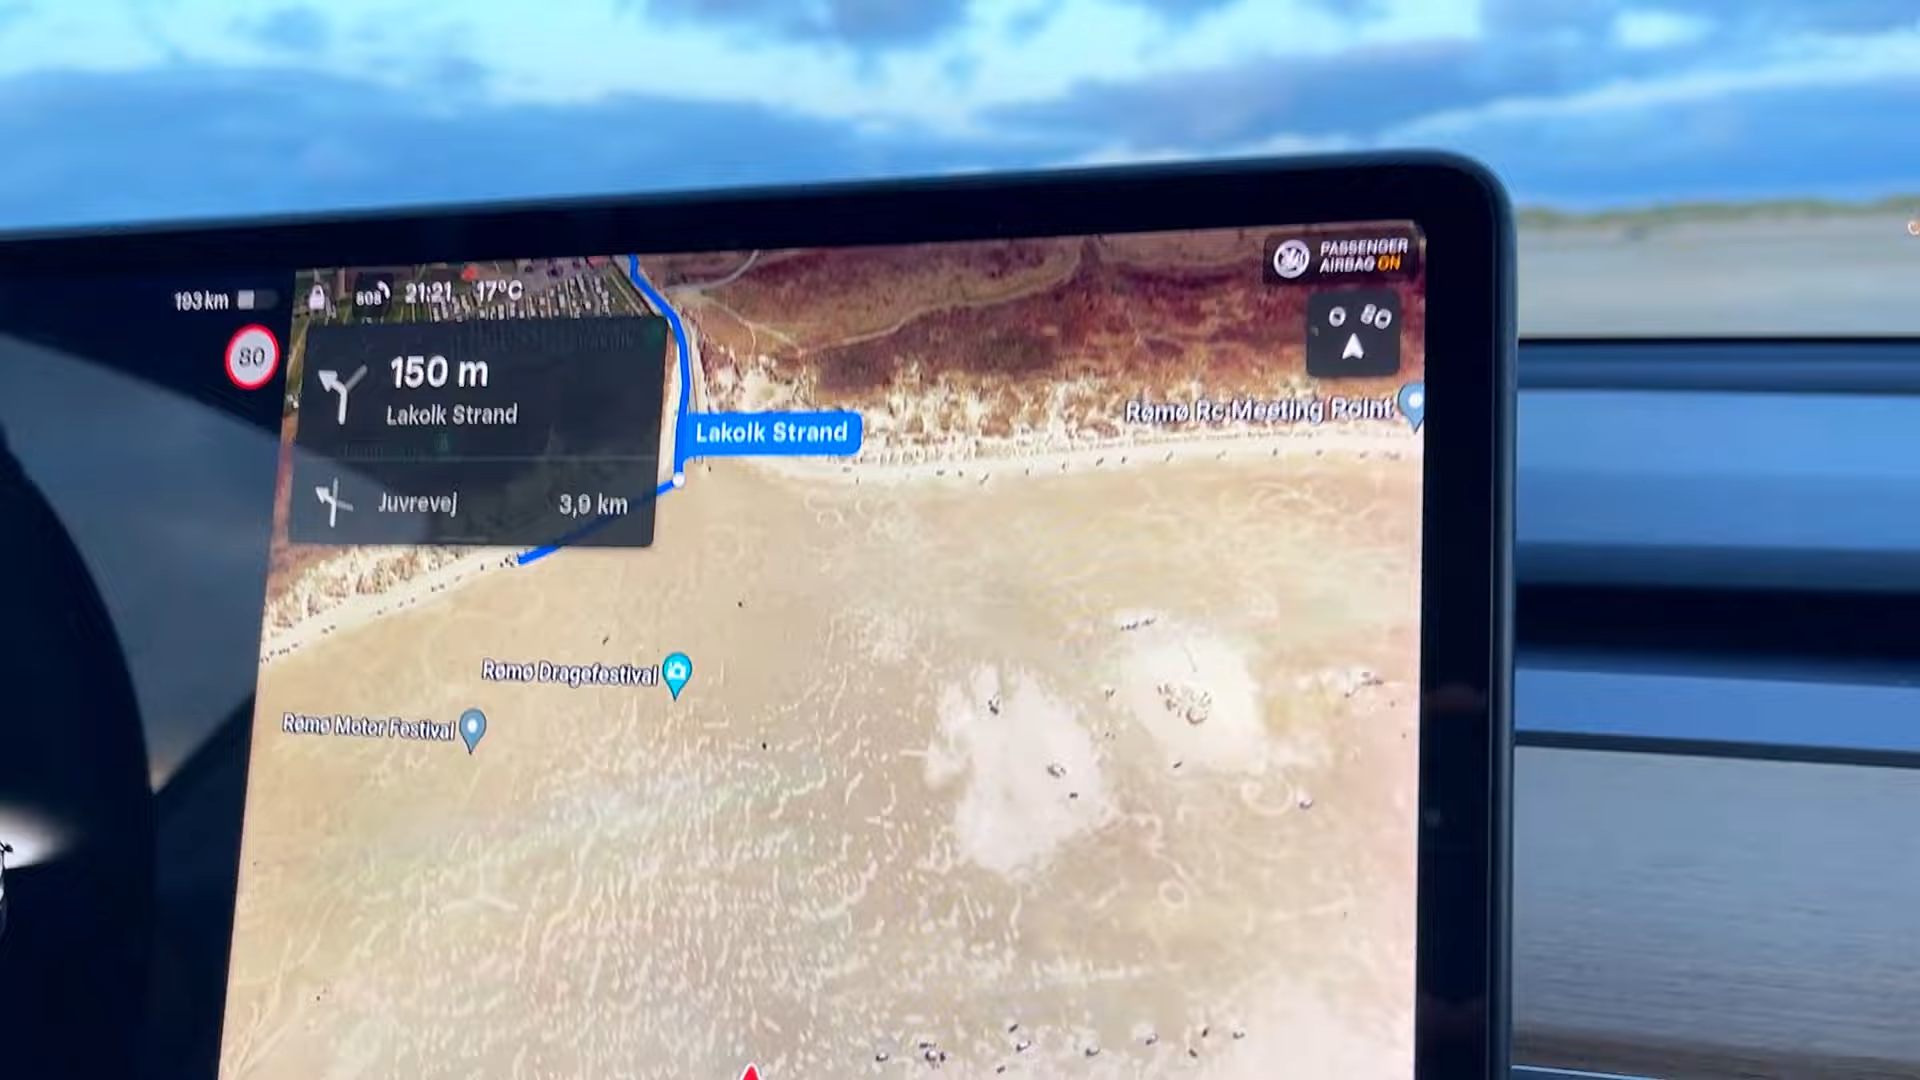 193 km
21:21 17°C
PASSENGER
AIRBAG ON
80
150 m
Lakolk Strand
Juvrevej 3,9 km
Lakolk Strand
Rømø Rc Meeting Point
Rømø Dragefestival
Rømø Motor Festival